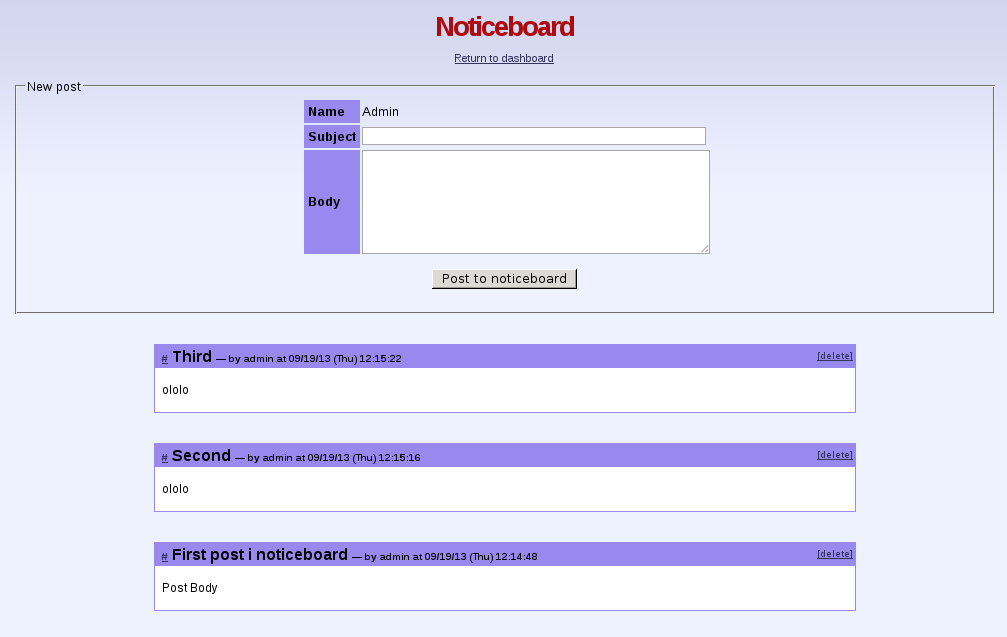 Noticeboard
Return to dashboard
New post
Name Admin
Subject
Body
Post to noticeboard
# Third — by admin at 09/19/13 (Thu) 12:15:22 [delete]
ololo
# Second — by admin at 09/19/13 (Thu) 12:15:16 [delete]
ololo
# First post i noticeboard — by admin at 09/19/13 (Thu) 12:14:48 [delete]
Post Body